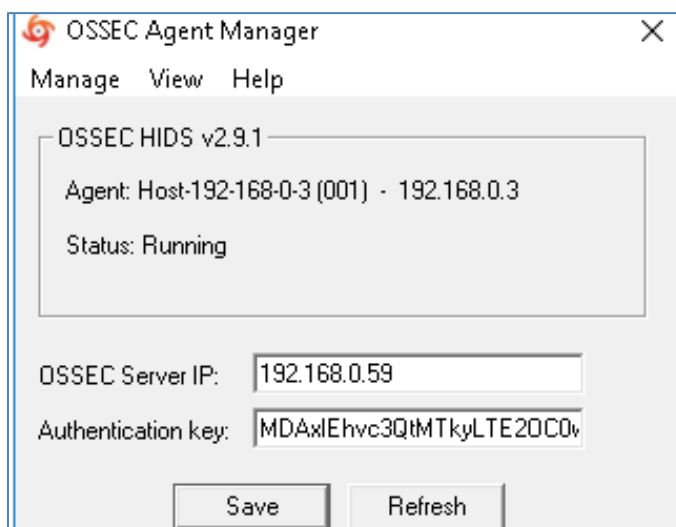 OSSEC Agent Manager
Manage View Help
OSSEC HIDS v2.9.1
Agent: Host-192-168-0-3 (001) - 192.168.0.3
Status: Running
OSSEC Server IP: 192.168.0.59
Authentication key: MDAxIEhvc3QtMTkyLTE2OC0w
Save Refresh